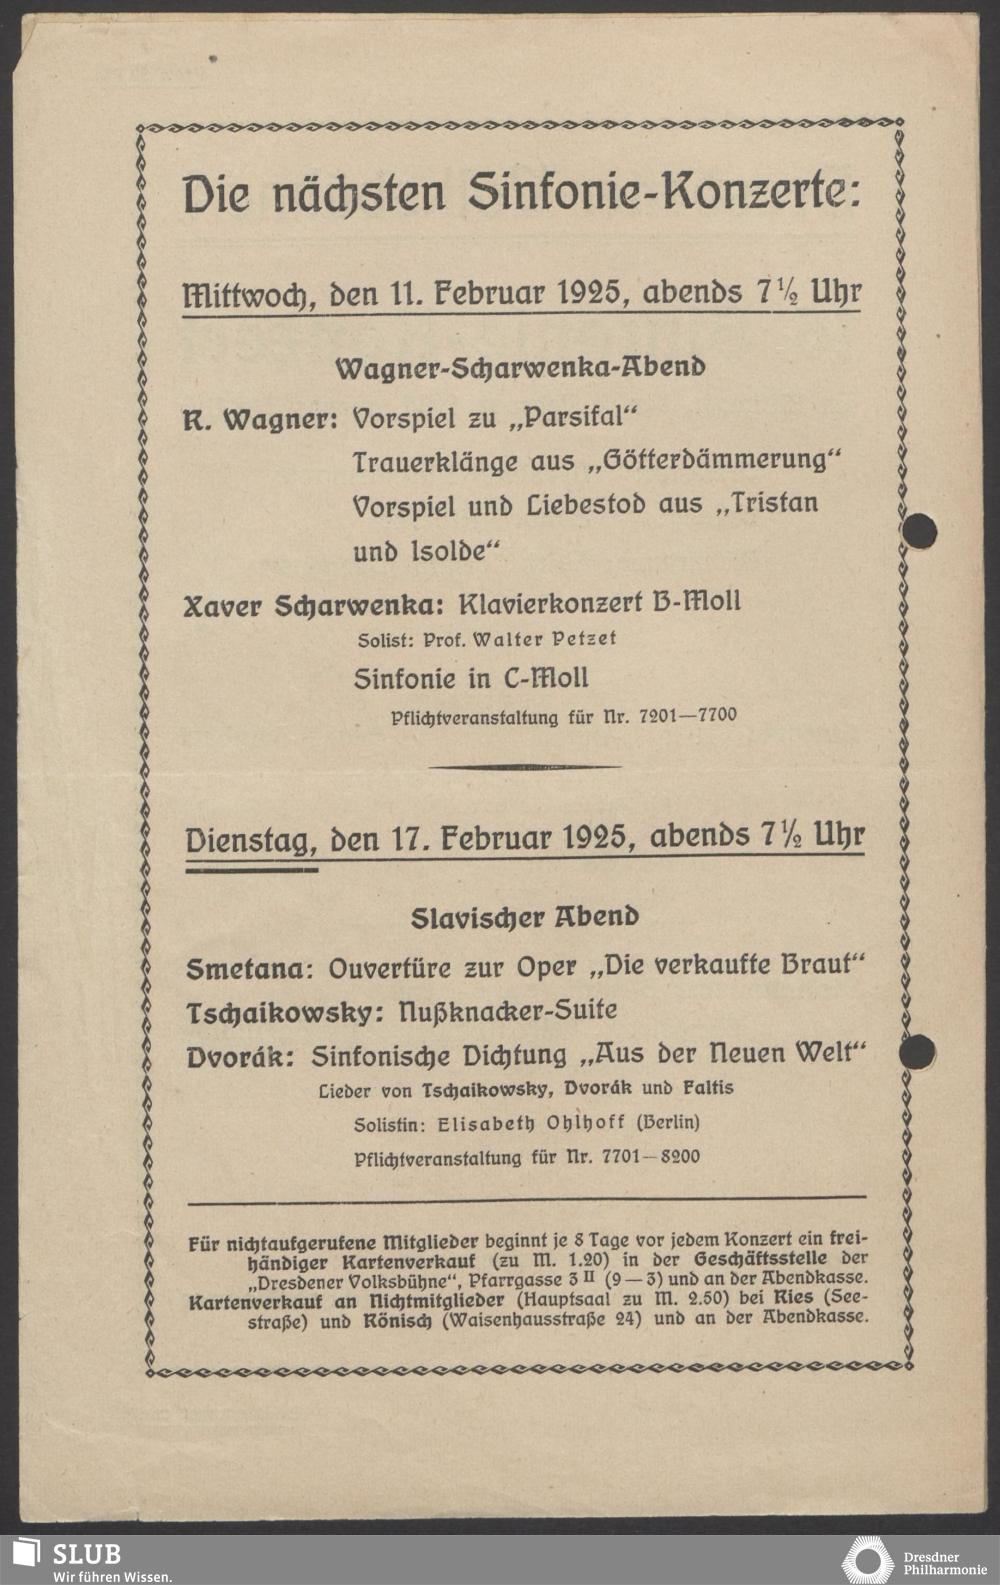 Die nächsten Sinfonie-Konzerte:
Mittwoch, den 11. Februar 1925, abends 7½ Uhr
Wagner-Scharwenka-Abend
R. Wagner: Vorspiel zu „Parsifal“
Trauerklänge aus „Götterdämmerung“
Vorspiel und Liebestod aus „Tristan
und Isolde“
Xaver Scharwenka: Klavierkonzert B-Moll
Solist: Prof. Walter Petzet
Sinfonie in C-Moll
Pflichtveranstaltung für Nr. 7201—7700
Dienstag, den 17. Februar 1925, abends 7½ Uhr
Slavischer Abend
Smetana: Ouvertüre zur Oper „Die verkaufte Braut“
Tschaikowsky: Nußknacker-Suite
Dvorák: Sinfonische Dichtung „Aus der Neuen Welt“
Lieder von Tschaikowsky, Dvorák und Faltis
Solistin: Elisabeth Ohlhoff (Berlin)
Pflichtveranstaltung für Nr. 7701—8200
Für nichtaufgerufene Mitglieder beginnt je 8 Tage vor jedem Konzert ein frei-
händiger Kartenverkauf (zu M. 1.20) in der Geschäftsstelle der
„Dresdener Volksbühne“, Pfarrgasse 3 II (9—3) und an der Abendkasse.
Kartenverkauf an Nichtmitglieder (Hauptsaal zu M. 2.50) bei Ries (See-
straße) und Rönisch (Waisenhausstraße 24) und an der Abendkasse.
SLUB
Wir führen Wissen.
Dresdner
Philharmonie